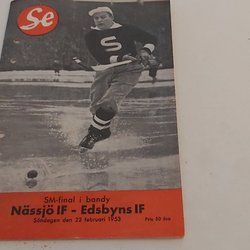 Se
S
SM-final i bandy
Nässjö IF - Edsbyns IF
Söndagen den 22 februari 1953
Pris: 50 öre